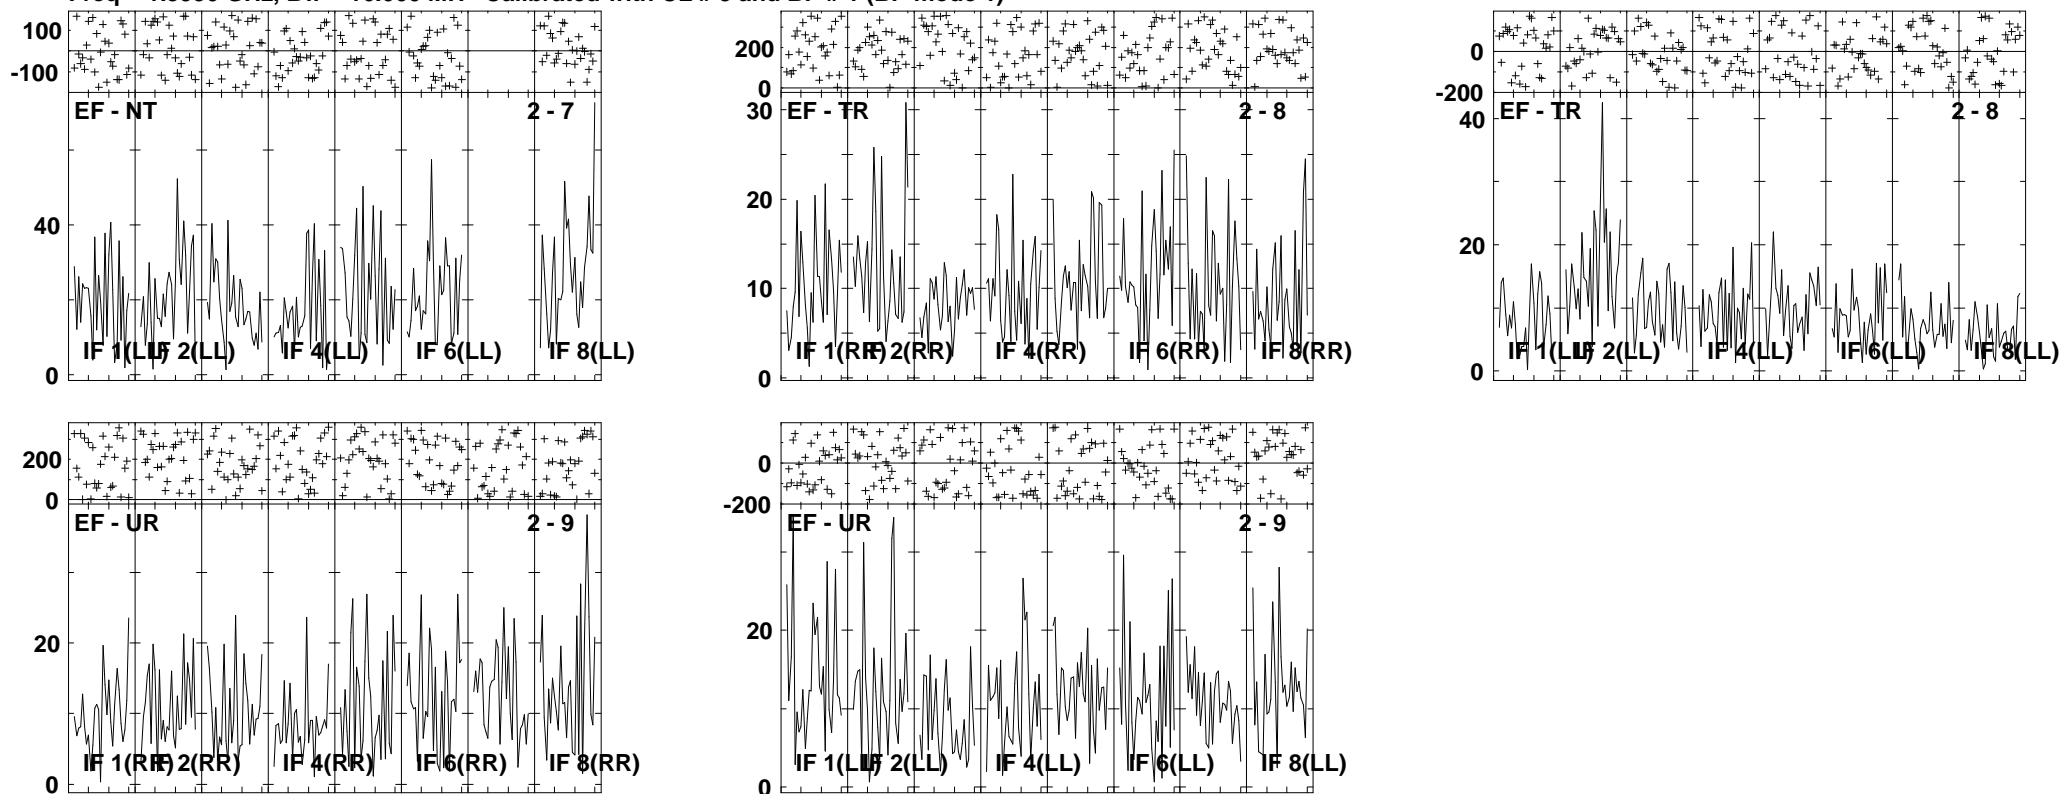 100
-100
EF - NT 2 - 7
40
0
IF 1(LL) IF 2(LL) IF 4(LL) IF 6(LL) IF 8(LL)
200
0
EF - TR 2 - 8
30
20
10
0
IF 1(RR) IF 2(RR) IF 4(RR) IF 6(RR) IF 8(RR)
0
-200
EF - TR 2 - 8
40
20
0
IF 1(LL) IF 2(LL) IF 4(LL) IF 6(LL) IF 8(LL)
200
0
EF - UR 2 - 9
20
0
IF 1(RR) IF 2(RR) IF 4(RR) IF 6(RR) IF 8(RR)
0
-200
EF - UR 2 - 9
20
0
IF 1(LL) IF 2(LL) IF 4(LL) IF 6(LL) IF 8(LL)